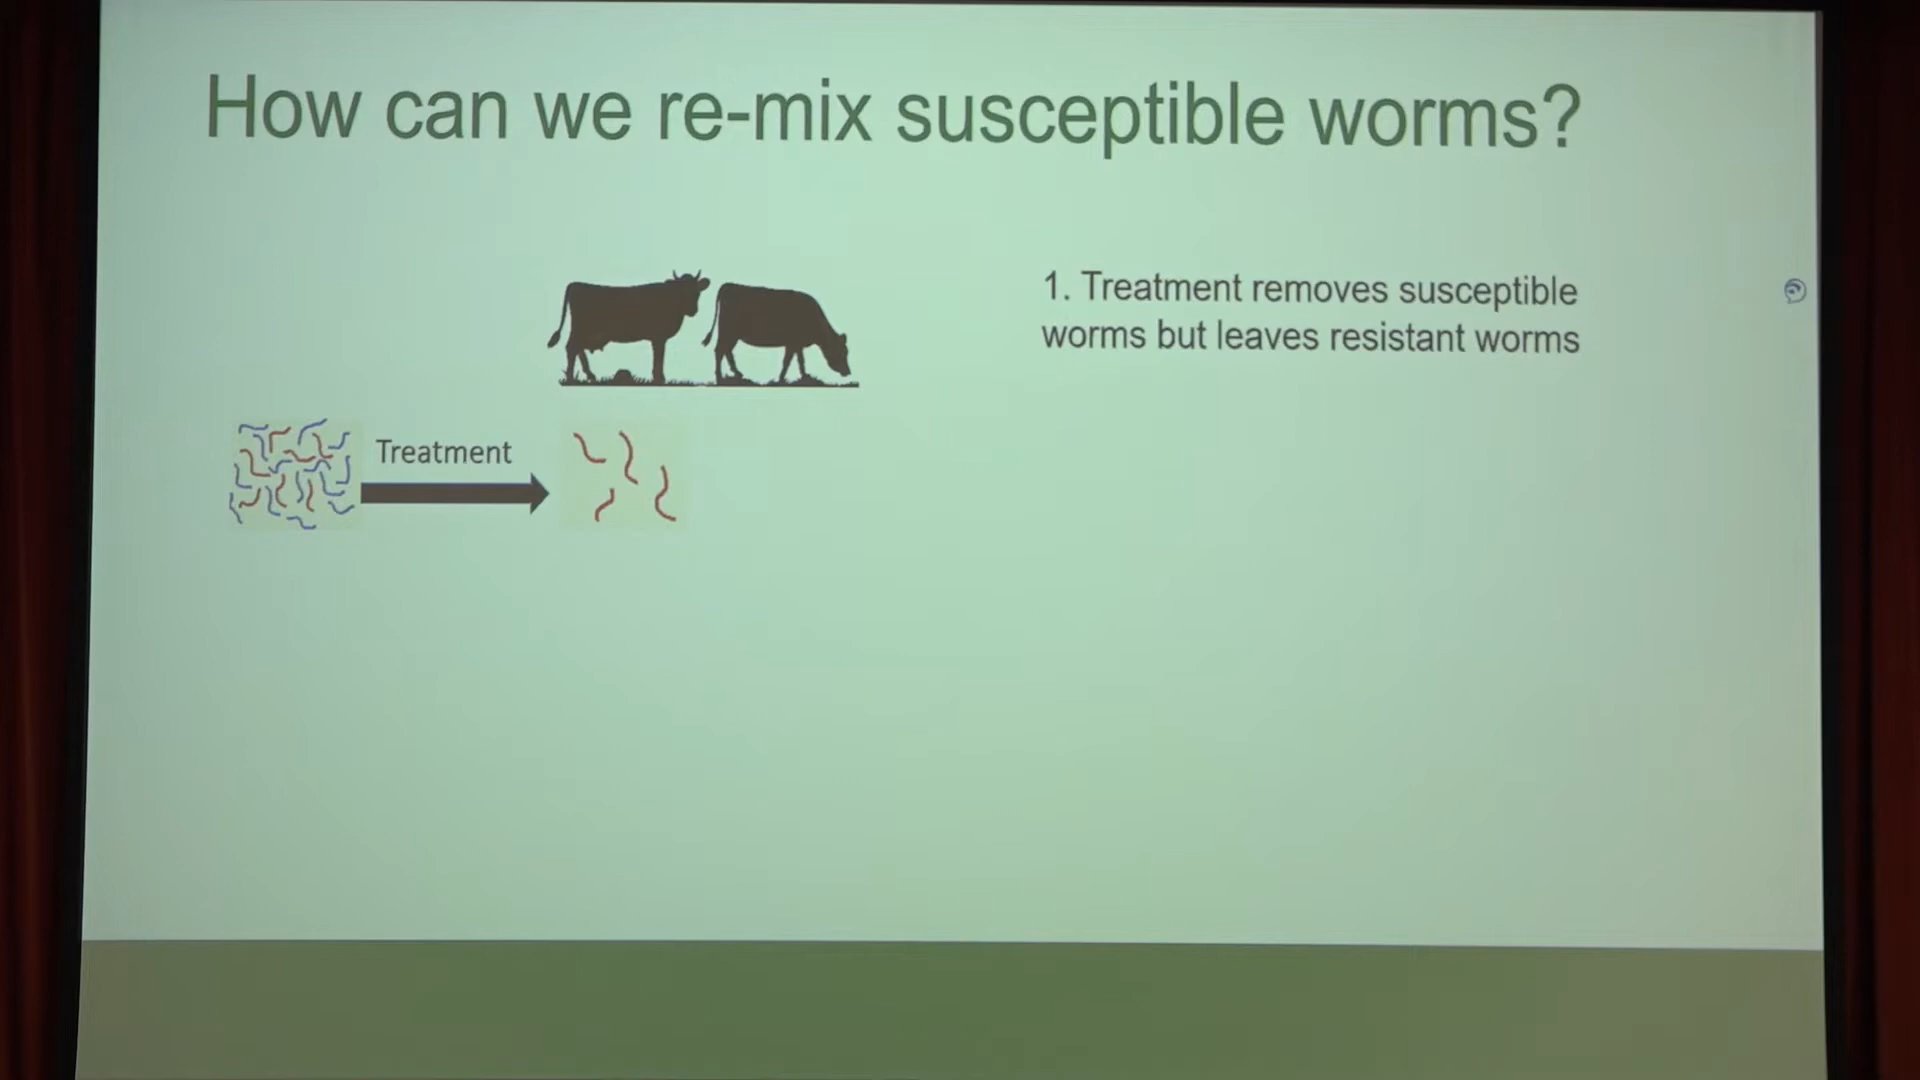 How can we re-mix susceptible worms?
1. Treatment removes susceptible
worms but leaves resistant worms
Treatment